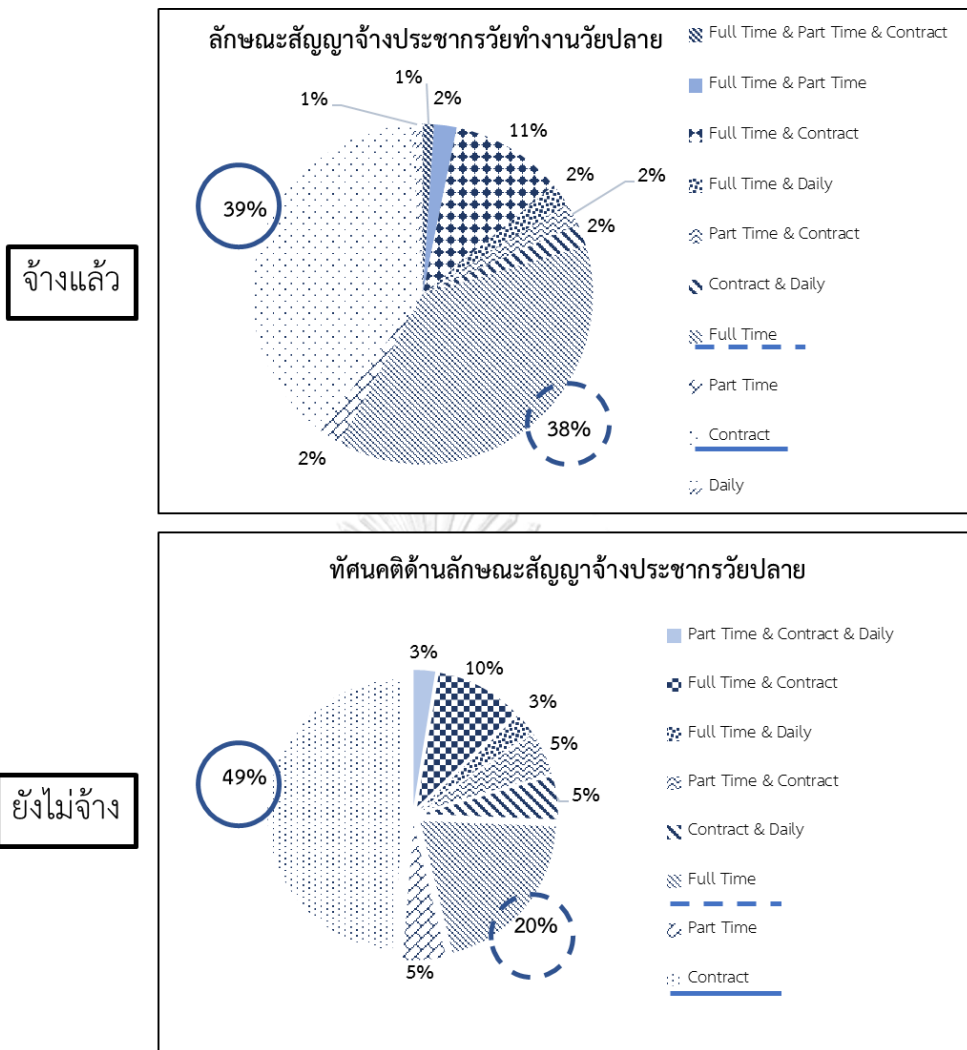 ลักษณะสัญญาจ้างประชากรวัยทำงานวัยปลาย
1%
1%
2%
11%
2%
2%
2%
38%
2%
39%
Full Time & Part Time & Contract
Full Time & Part Time
Full Time & Contract
Full Time & Daily
Part Time & Contract
Contract & Daily
Full Time
Part Time
Contract
Daily
จ้างแล้ว
ทัศนคติด้านลักษณะสัญญาจ้างประชากรวัยปลาย
3%
10%
3%
5%
5%
20%
5%
49%
Part Time & Contract & Daily
Full Time & Contract
Full Time & Daily
Part Time & Contract
Contract & Daily
Full Time
Part Time
Contract
ยังไม่จ้าง